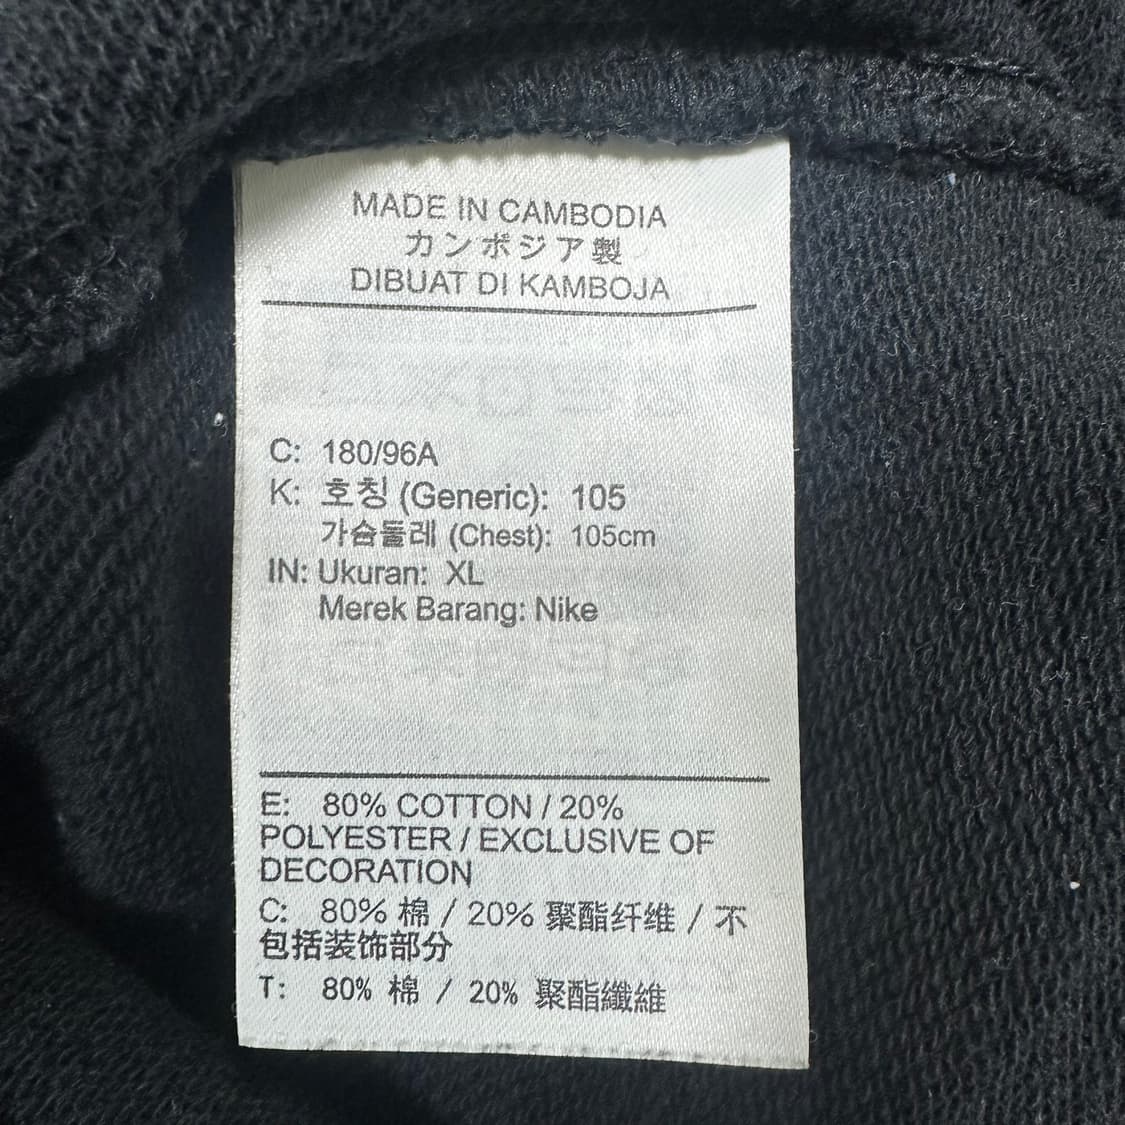 MADE IN CAMBODIA
カンボジア製
DIBUAT DI KAMBOJA
C: 180/96A
K: 호칭 (Generic): 105
가슴둘레 (Chest): 105cm
IN: Ukuran: XL
Merek Barang: Nike
E: 80% COTTON / 20%
POLYESTER / EXCLUSIVE OF
DECORATION
C: 80% 棉 / 20% 聚酯纤维 / 不
包括装饰部分
T: 80% 棉 / 20% 聚酯纖維